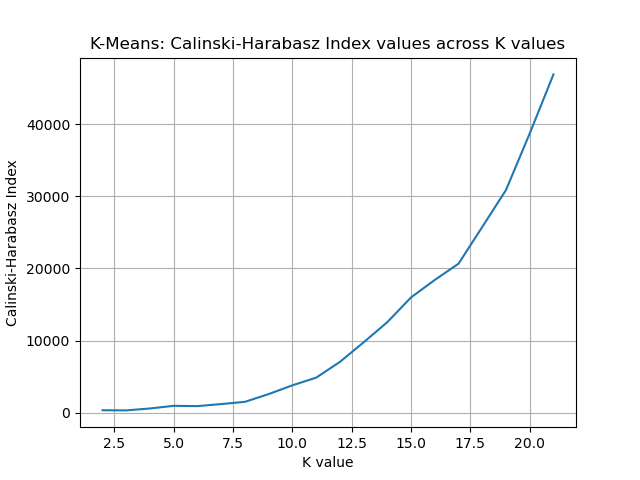 K-Means: Calinski-Harabasz Index values across K values
Calinski-Harabasz Index
40000
30000
20000
10000
0
2.5 5.0 7.5 10.0 12.5 15.0 17.5 20.0
K value